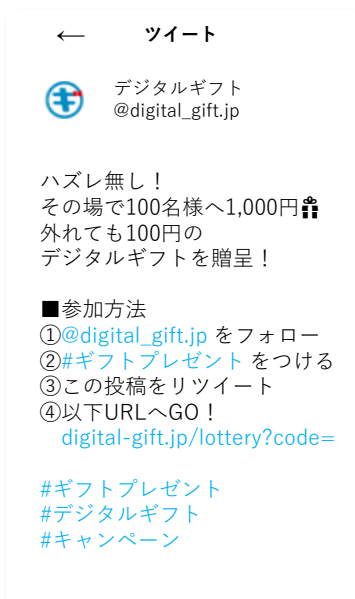 ← ツイート
デジタルギフト
@digital_gift.jp
ハズレ無し！
その場で100名様へ1,000円🎁
外れても100円の
デジタルギフトを贈呈！
■参加方法
①@digital_gift.jp をフォロー
②#ギフトプレゼント をつける
③この投稿をリツイート
④以下URLへGO！
digital-gift.jp/lottery?code=
#ギフトプレゼント
#デジタルギフト
#キャンペーン